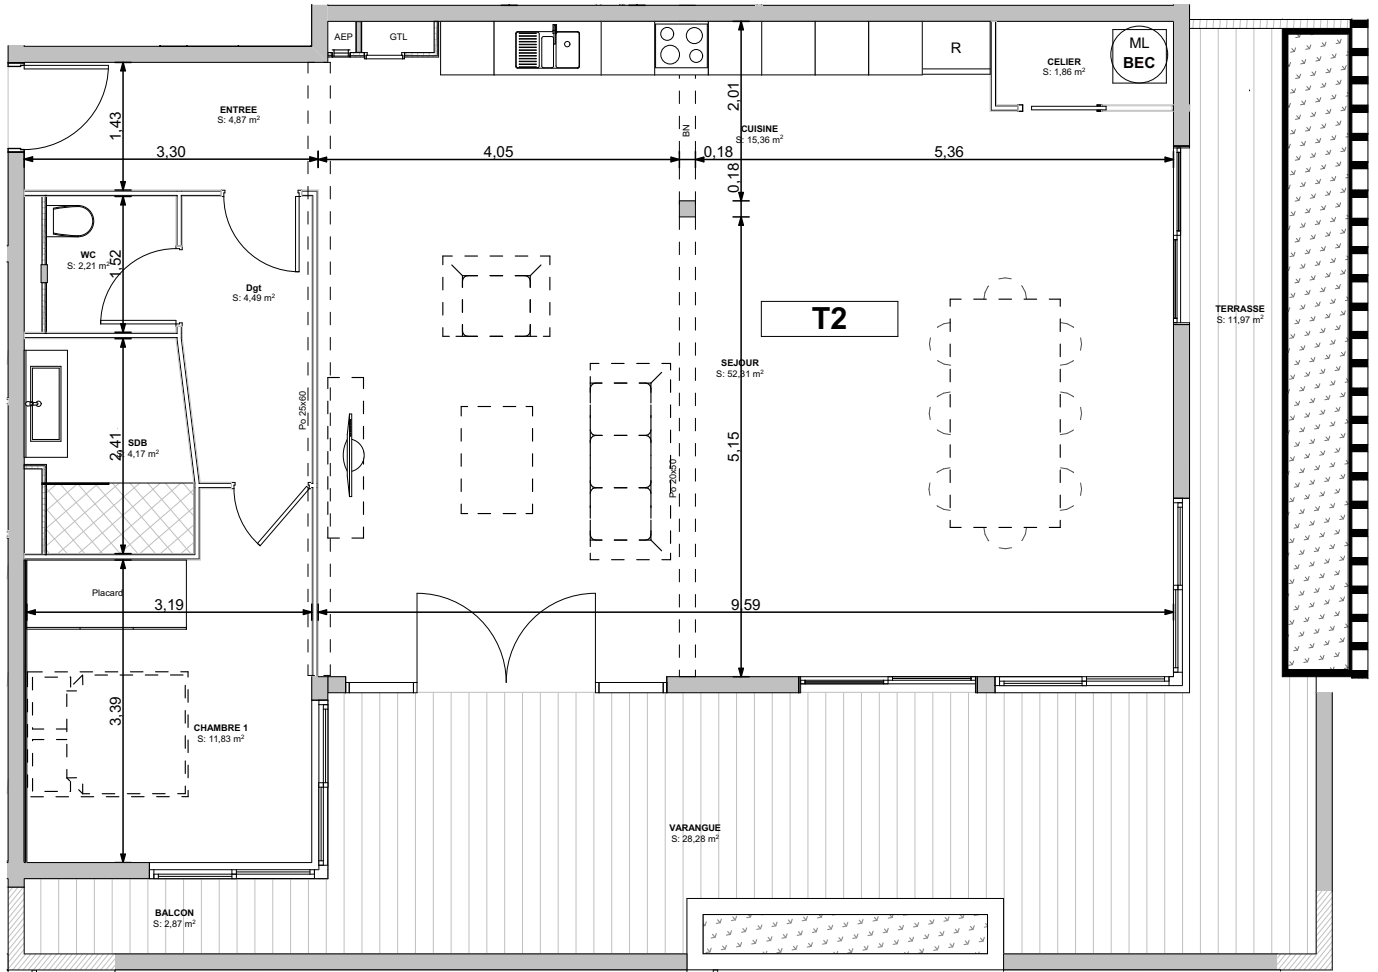 AEP
GTL
R
ML
BEC
CELIER
S: 1,86 m²
ENTREE
S: 4,87 m²
1,43
2,01
BN
CUISINE
S: 15,36 m²
3,30
4,05
0,18
5,36
0,18
WC
S: 2,21 m²
1,52
Dgt
S: 4,49 m²
T2
TERRASSE
S: 11,97 m²
SEJOUR
S: 52,31 m²
Po 25x60
SDB
S: 4,17 m²
2,41
5,15
Po 20x50
Placard
3,19
9,59
3,39
CHAMBRE 1
S: 11,83 m²
VARANGUE
S: 28,28 m²
BALCON
S: 2,87 m²